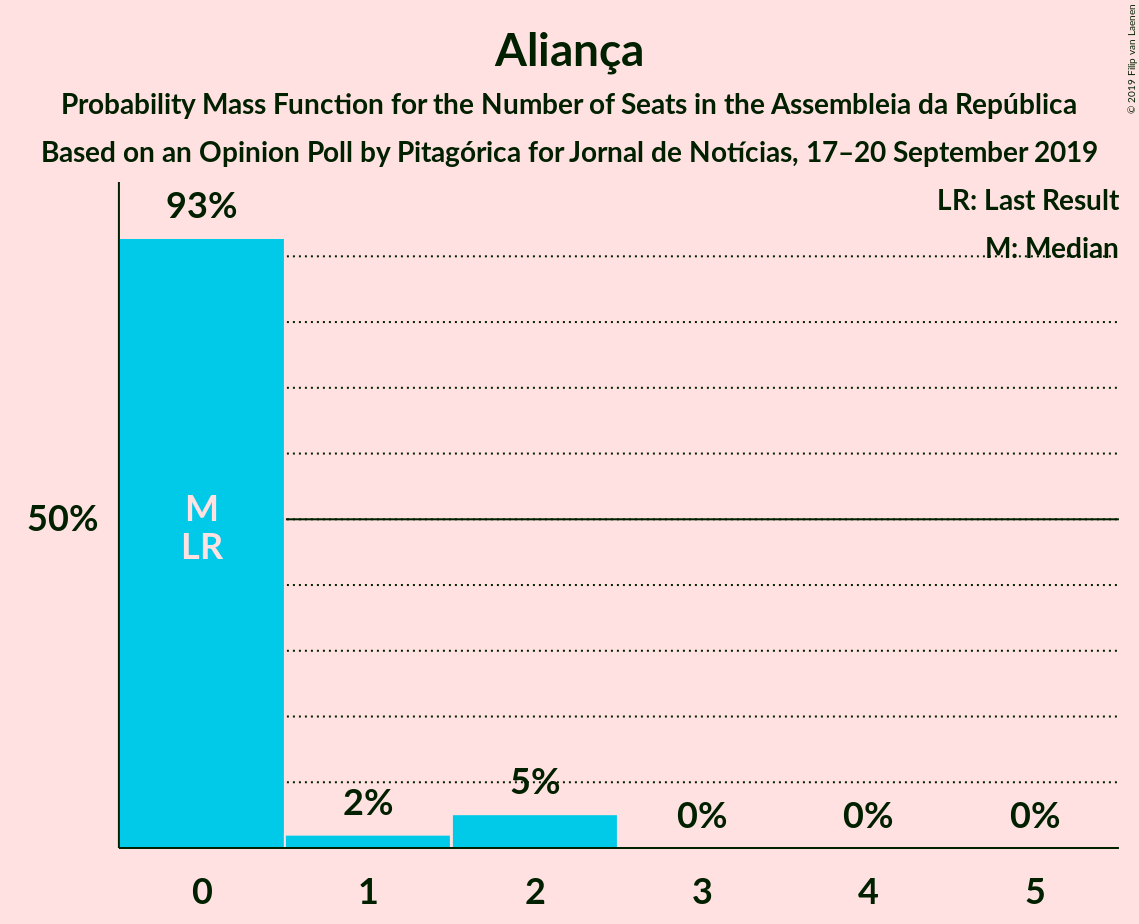 Aliança
Probability Mass Function for the Number of Seats in the Assembleia da República
Based on an Opinion Poll by Pitagórica for Jornal de Notícias, 17–20 September 2019
© 2019 Filip van Laenen
LR: Last Result
M: Median
93%
50%
M
LR
2%
5%
0%
0%
0%
0
1
2
3
4
5